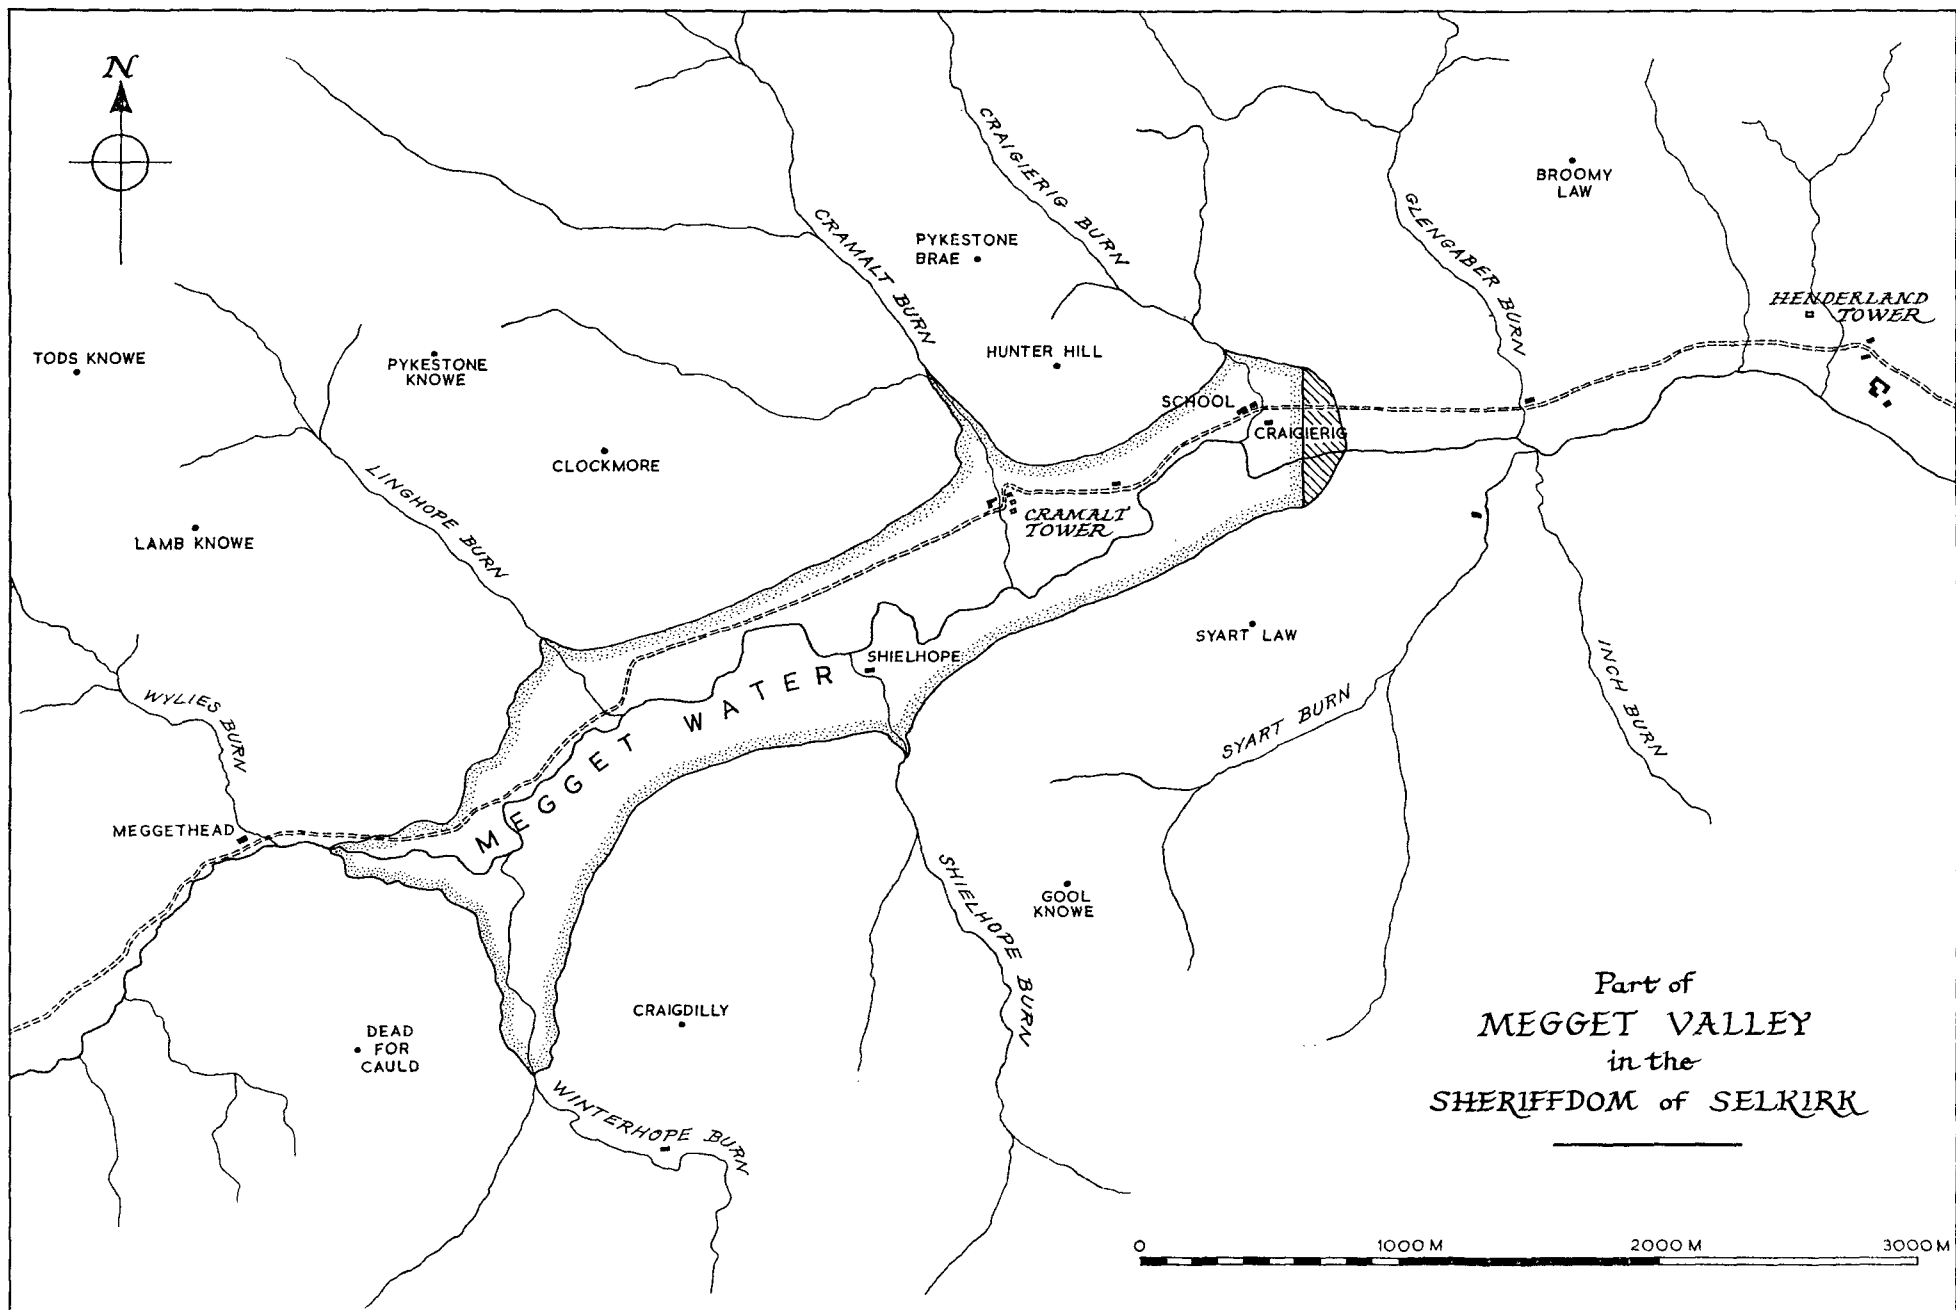 N
CRAIGIERIG BURN
BROOMY
LAW
GLENGABER BURN
CRAMALT BURN
PYKESTONE
BRAE
HENDERLAND
TOWER
TODS KNOWE
PYKESTONE
KNOWE
HUNTER HILL
SCHOOL
CRAIGIERIG
CLOCKMORE
LINGHOPE BURN
CRAMALT
TOWER
LAMB KNOWE
SYART LAW
SHIELHOPE
MEGGET WATER
INCH BURN
WYLIES BURN
SYART BURN
MEGGETHEAD
SHIELHOPE BURN
GOOL
KNOWE
CRAIGDILLY
DEAD
FOR
CAULD
WINTERHOPE BURN
Part of
MEGGET VALLEY
in the
SHERIFFDOM of SELKIRK
0 1000 M 2000 M 3000 M